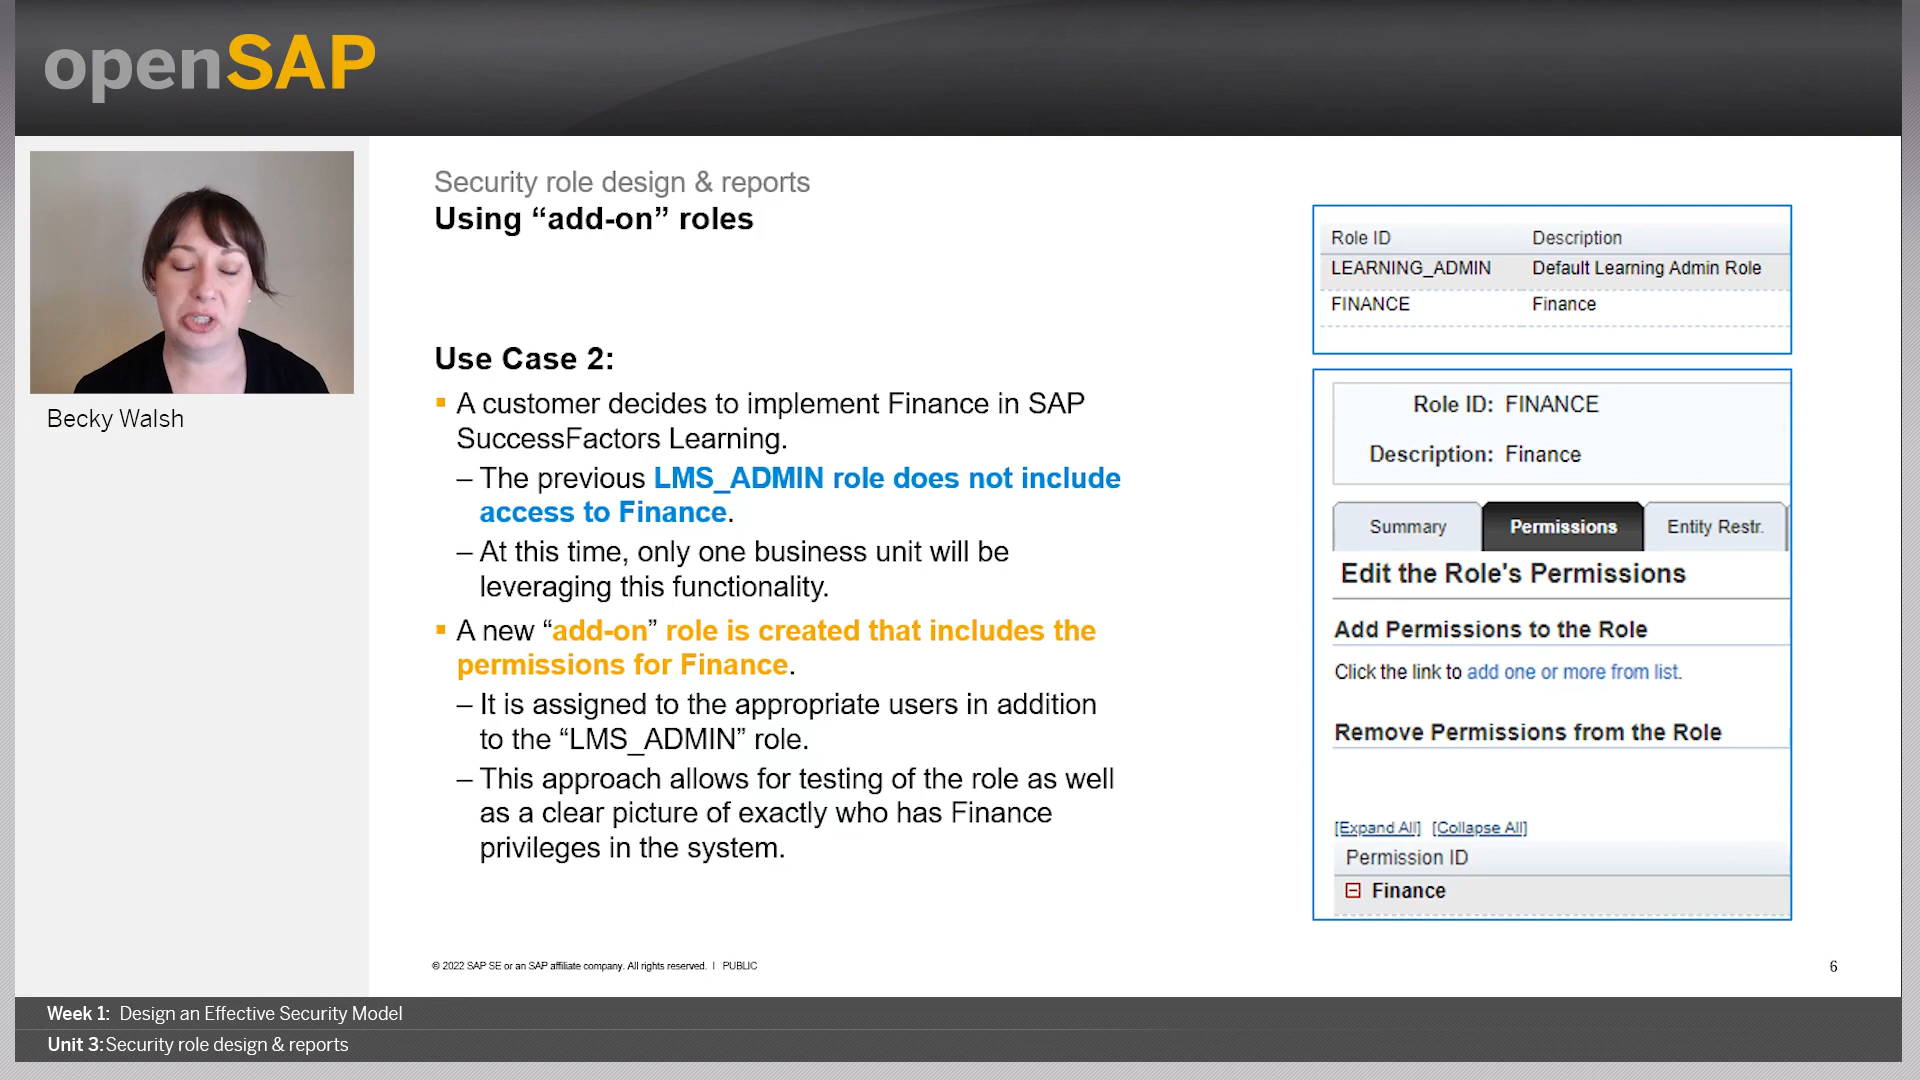 openSAP
Becky Walsh
Security role design & reports
Using “add-on” roles
Use Case 2:
A customer decides to implement Finance in SAP
SuccessFactors Learning.
– The previous LMS_ADMIN role does not include
access to Finance.
– At this time, only one business unit will be
leveraging this functionality.
A new “add-on” role is created that includes the
permissions for Finance.
– It is assigned to the appropriate users in addition
to the “LMS_ADMIN” role.
– This approach allows for testing of the role as well
as a clear picture of exactly who has Finance
privileges in the system.
Role ID Description
LEARNING_ADMIN Default Learning Admin Role
FINANCE Finance
Role ID: FINANCE
Description: Finance
Summary Permissions Entity Restr.
Edit the Role's Permissions
Add Permissions to the Role
Click the link to add one or more from list.
Remove Permissions from the Role
[Expand All] [Collapse All]
Permission ID
Finance
© 2022 SAP SE or an SAP affiliate company. All rights reserved. I PUBLIC
6
Week 1: Design an Effective Security Model
Unit 3: Security role design & reports